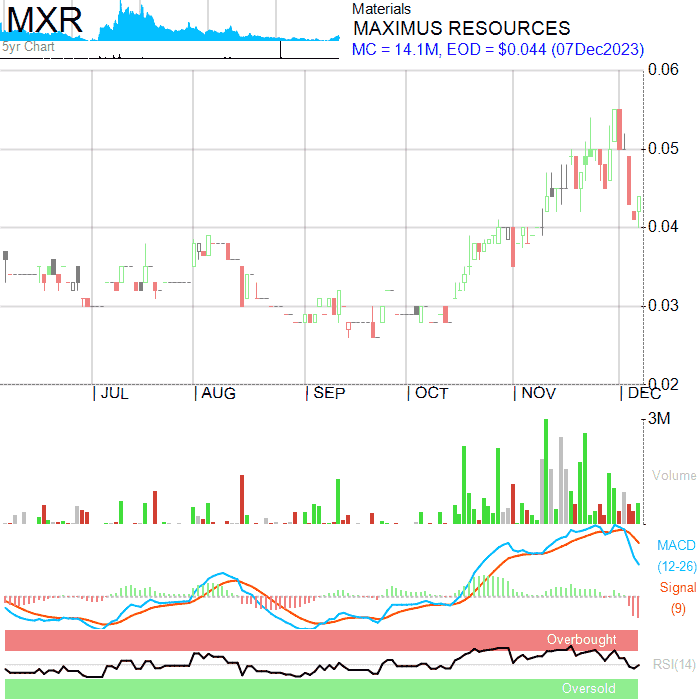 MXR
5yr Chart
Materials
MAXIMUS RESOURCES
MC = 14.1M, EOD = $0.044 (07Dec2023)
0.06
0.05
0.04
0.03
0.02
JUL AUG SEP OCT NOV DEC
3M
Volume
MACD
(12-26)
Signal
(9)
Overbought
RSI(14)
Oversold